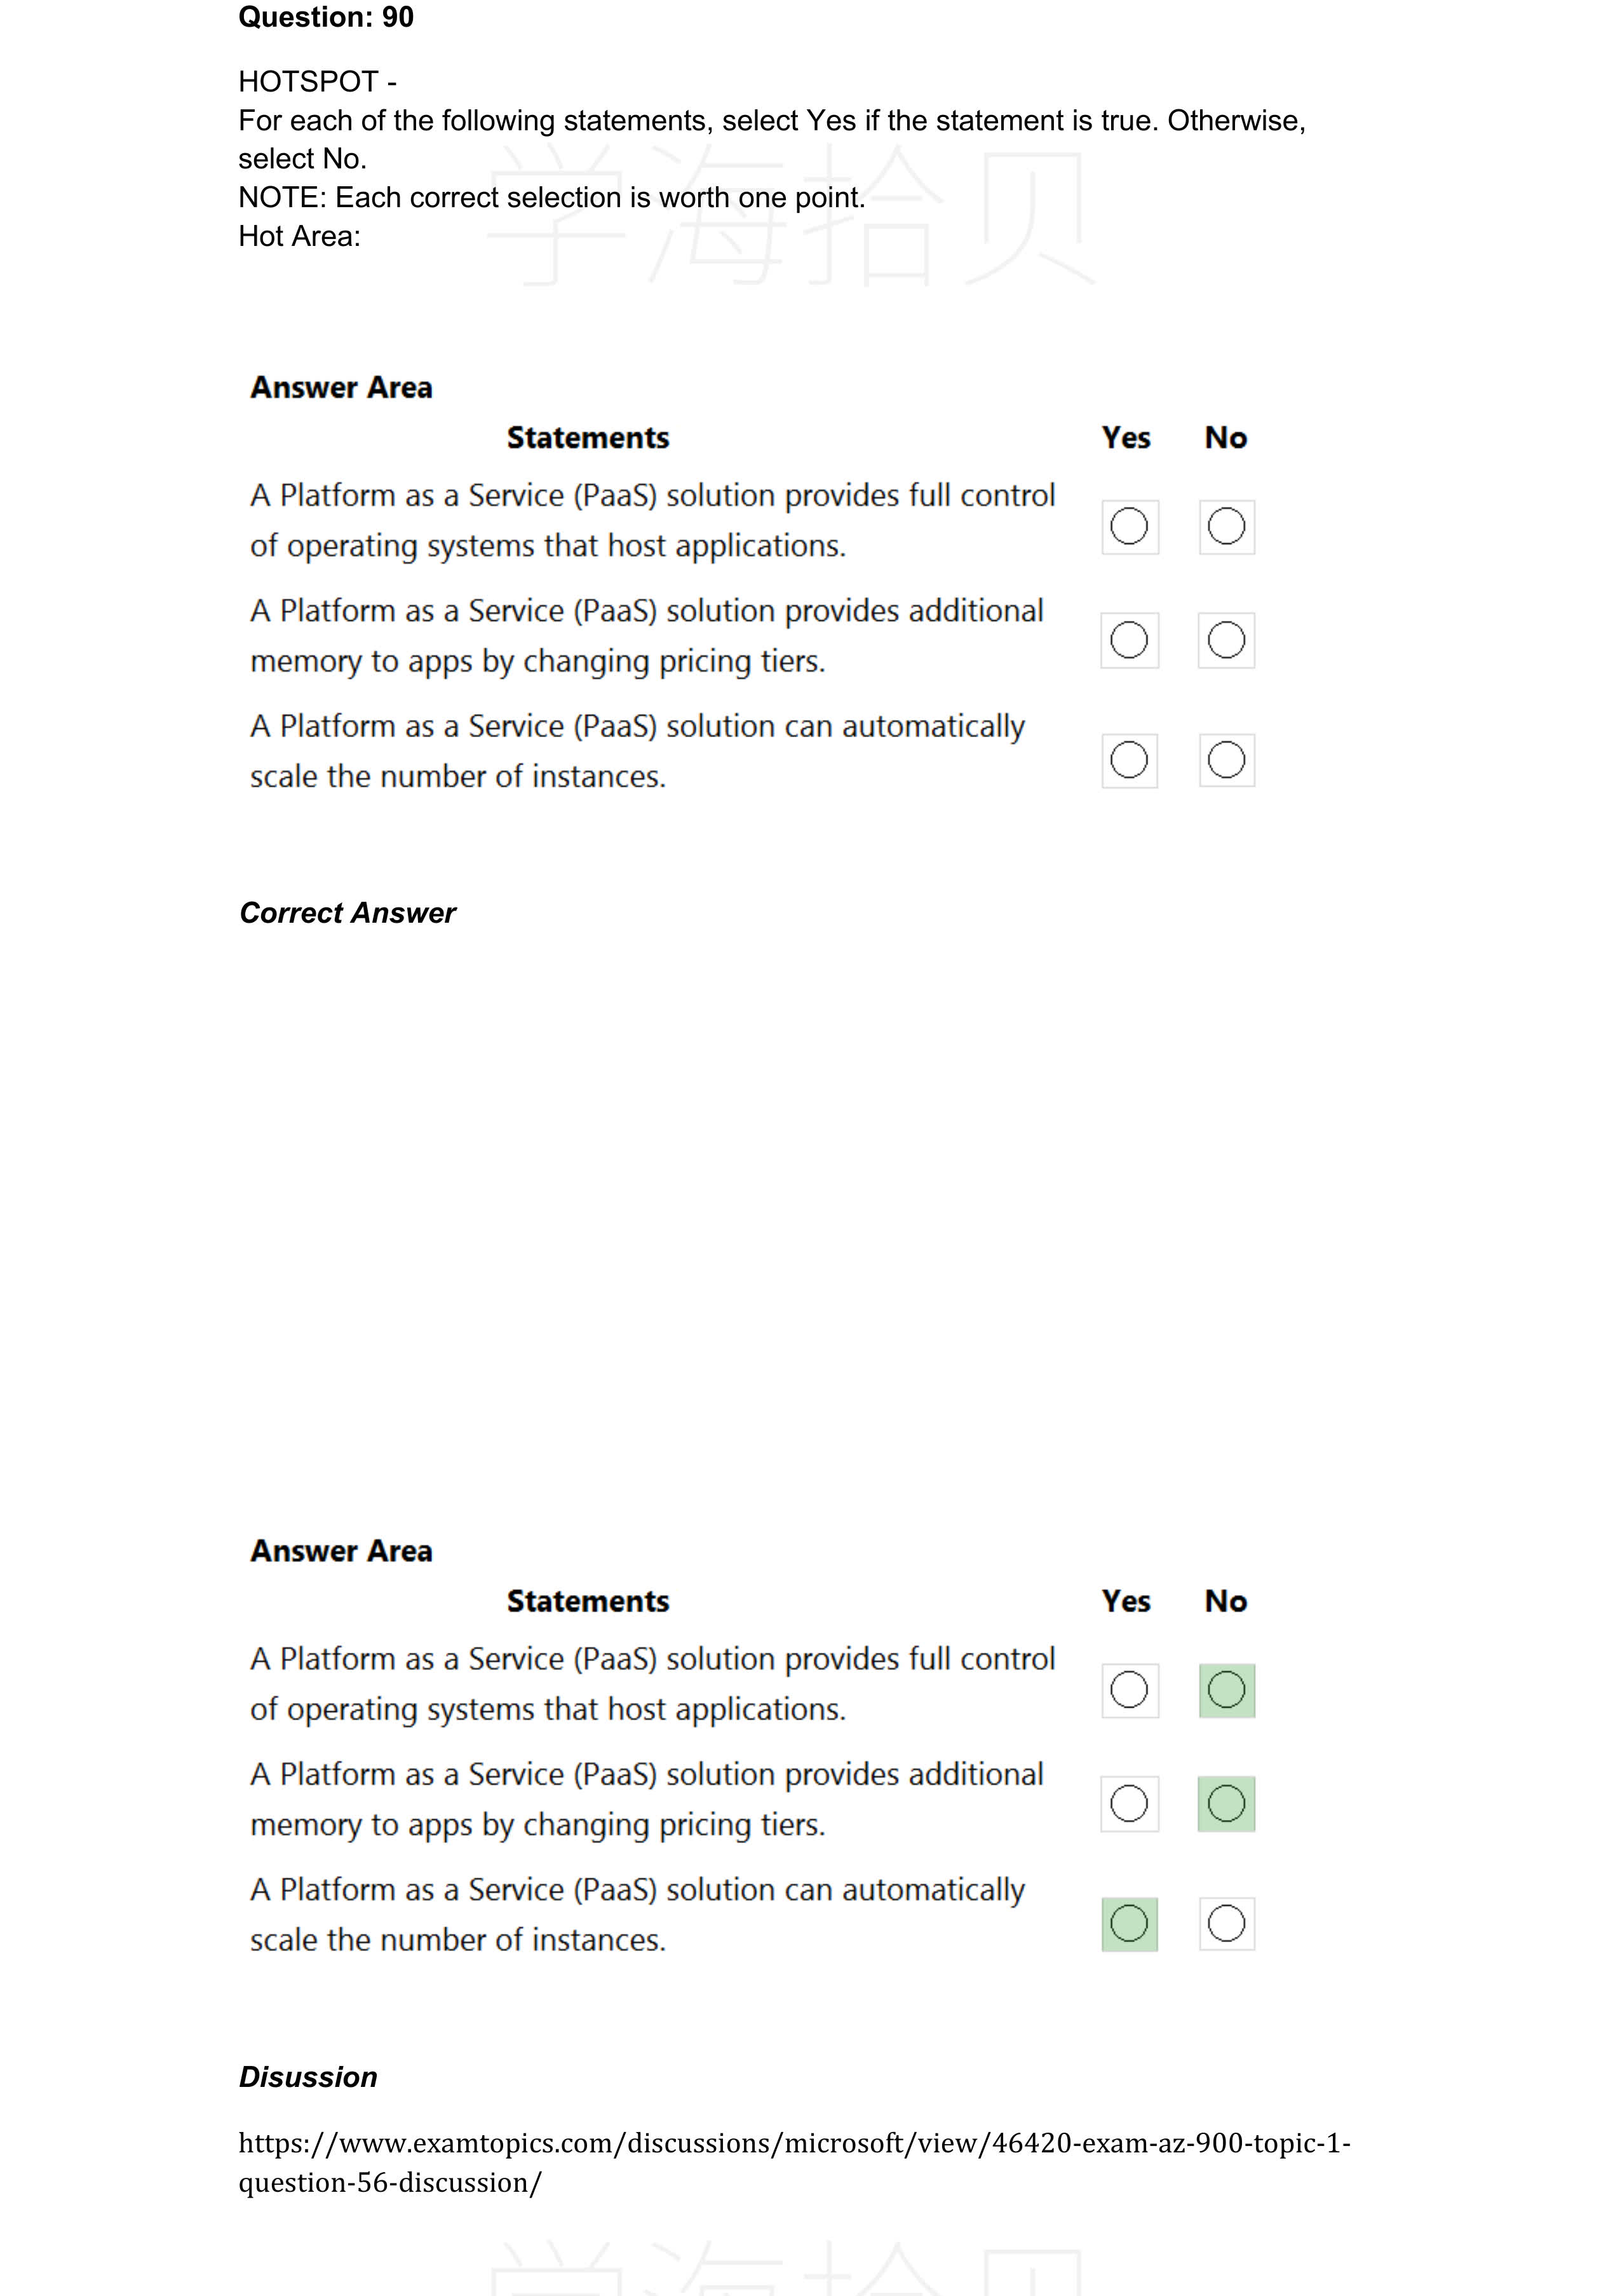 Question: 90
HOTSPOT -
For each of the following statements, select Yes if the statement is true. Otherwise,
select No.
NOTE: Each correct selection is worth one point.
Hot Area:
学海拾贝
Answer Area
Statements Yes No
A Platform as a Service (PaaS) solution provides full control
of operating systems that host applications.
A Platform as a Service (PaaS) solution provides additional
memory to apps by changing pricing tiers.
A Platform as a Service (PaaS) solution can automatically
scale the number of instances.
Correct Answer
Answer Area
Statements Yes No
A Platform as a Service (PaaS) solution provides full control
of operating systems that host applications.
A Platform as a Service (PaaS) solution provides additional
memory to apps by changing pricing tiers.
A Platform as a Service (PaaS) solution can automatically
scale the number of instances.
Disussion
https://www.examtopics.com/discussions/microsoft/view/46420-exam-az-900-topic-1-
question-56-discussion/